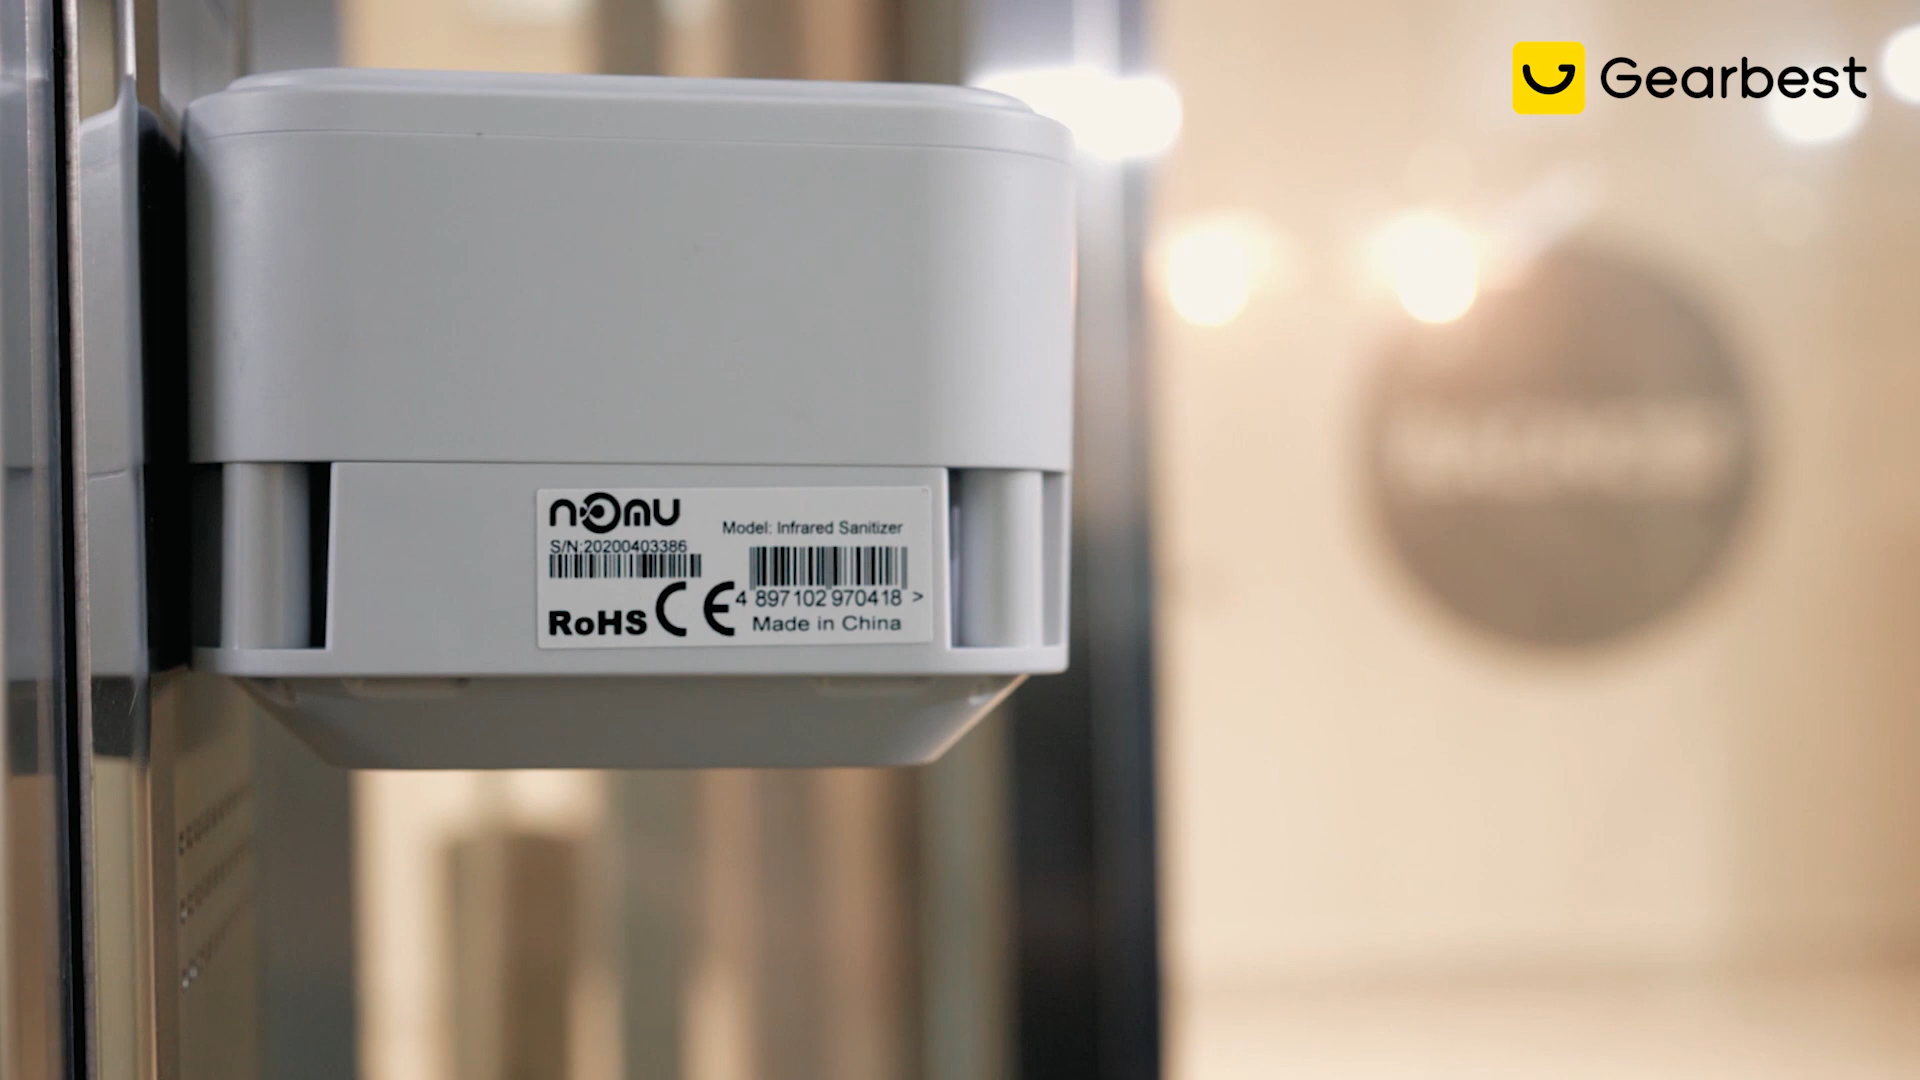 Gearbest
nomu
Model: Infrared Sanitizer
S/N:20200403386
4 897102 970418 >
RoHS CE
Made in China